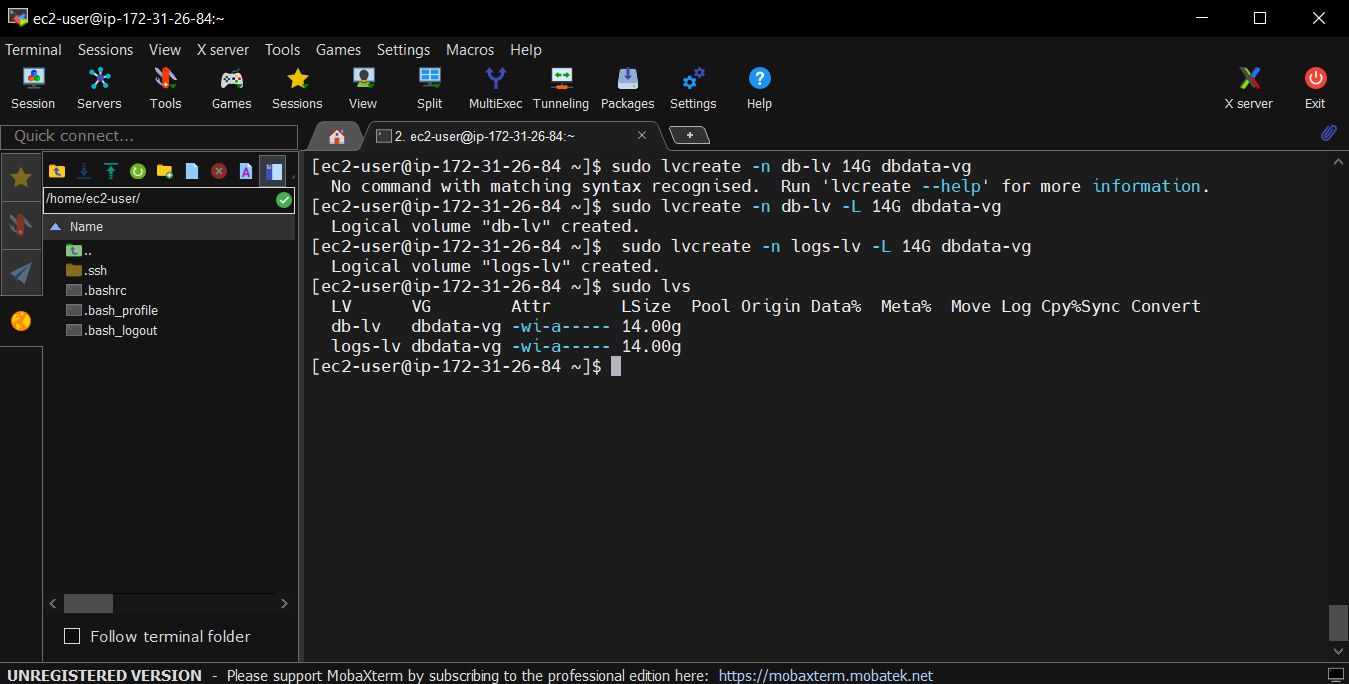 ec2-user@ip-172-31-26-84:~
Terminal Sessions View X server Tools Games Settings Macros Help
Session Servers Tools Games Sessions View Split MultiExec Tunneling Packages Settings Help X server Exit
Quick connect...
2. ec2-user@ip-172-31-26-84:~
/home/ec2-user/
Name
..
.ssh
.bashrc
.bash_profile
.bash_logout
Follow terminal folder
[ec2-user@ip-172-31-26-84 ~]$ sudo lvcreate -n db-lv 14G dbdata-vg
  No command with matching syntax recognised.  Run 'lvcreate --help' for more information.
[ec2-user@ip-172-31-26-84 ~]$ sudo lvcreate -n db-lv -L 14G dbdata-vg
  Logical volume "db-lv" created.
[ec2-user@ip-172-31-26-84 ~]$  sudo lvcreate -n logs-lv -L 14G dbdata-vg
  Logical volume "logs-lv" created.
[ec2-user@ip-172-31-26-84 ~]$ sudo lvs
  LV      VG        Attr       LSize  Pool Origin Data%  Meta%  Move Log Cpy%Sync Convert
  db-lv   dbdata-vg -wi-a----- 14.00g
  logs-lv dbdata-vg -wi-a----- 14.00g
[ec2-user@ip-172-31-26-84 ~]$
UNREGISTERED VERSION - Please support MobaXterm by subscribing to the professional edition here: https://mobaxterm.mobatek.net